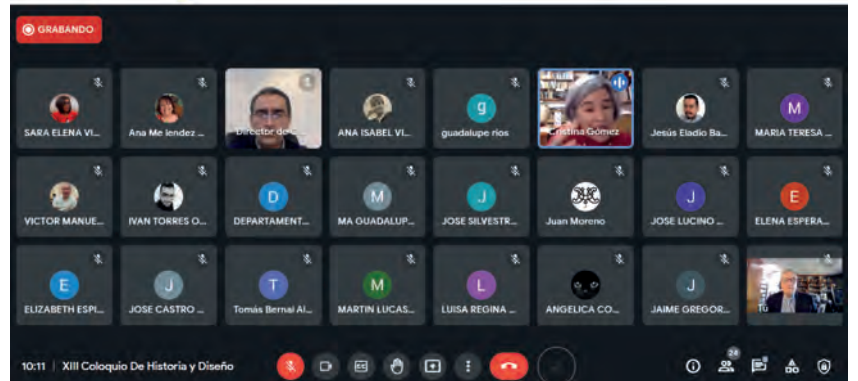 GRABANDO
SARA ELENA VI...
Ana Me lendez ...
Director de C...
ANA ISABEL VI...
g
guadalupe rios
Cristina Gómez
Jesús Eladio Ba...
M
MARIA TERESA ...
VICTOR MANUE...
IVAN TORRES O...
D
DEPARTAMENT...
M
MA GUADALUP...
J
JOSE SILVESTR...
Juan Moreno
J
JOSE LUCINO ...
E
ELENA ESPERA...
E
ELIZABETH ESPI...
J
JOSE CASTRO ...
T
Tomás Bernal Al...
M
MARTIN LUCAS...
L
LUISA REGINA ...
ANGELICA CO...
J
JAIME GREGOR...
10:11 | XIII Coloquio De Historia y Diseño
24